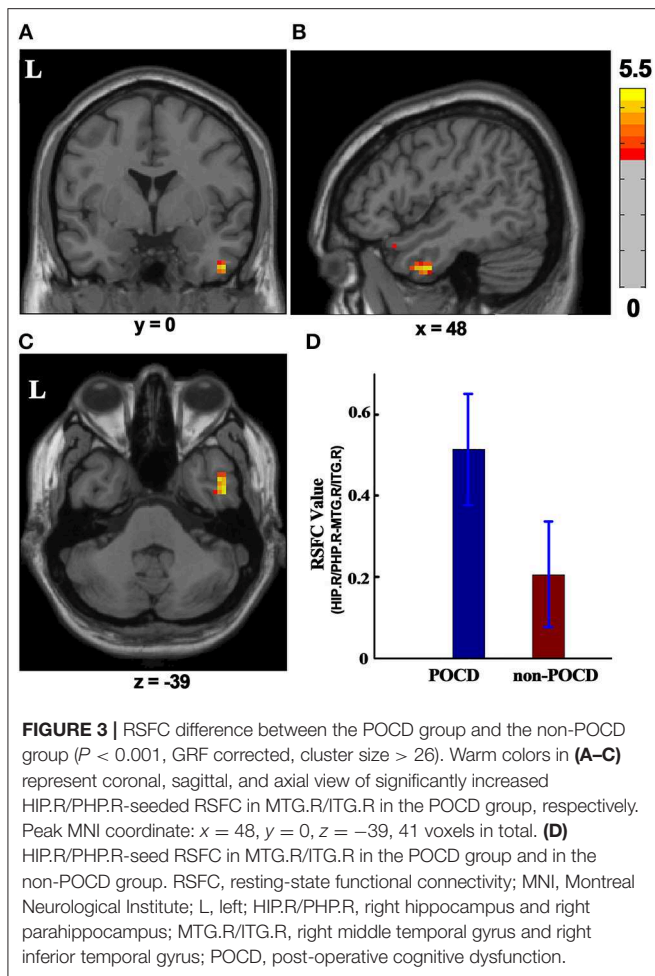 A
B
L
5.5
0
y = 0
x = 48
C
D
L
0.6
0.4
0.2
0
RSFC Value
(HIP.R/PHP.R-MTG.R/ITG.R)
POCD non-POCD
z = -39
FIGURE 3 | RSFC difference between the POCD group and the non-POCD
group (P < 0.001, GRF corrected, cluster size > 26). Warm colors in (A–C)
represent coronal, sagittal, and axial view of significantly increased
HIP.R/PHP.R-seeded RSFC in MTG.R/ITG.R in the POCD group, respectively.
Peak MNI coordinate: x = 48, y = 0, z = −39, 41 voxels in total. (D)
HIP.R/PHP.R-seed RSFC in MTG.R/ITG.R in the POCD group and in the
non-POCD group. RSFC, resting-state functional connectivity; MNI, Montreal
Neurological Institute; L, left; HIP.R/PHP.R, right hippocampus and right
parahippocampus; MTG.R/ITG.R, right middle temporal gyrus and right
inferior temporal gyrus; POCD, post-operative cognitive dysfunction.